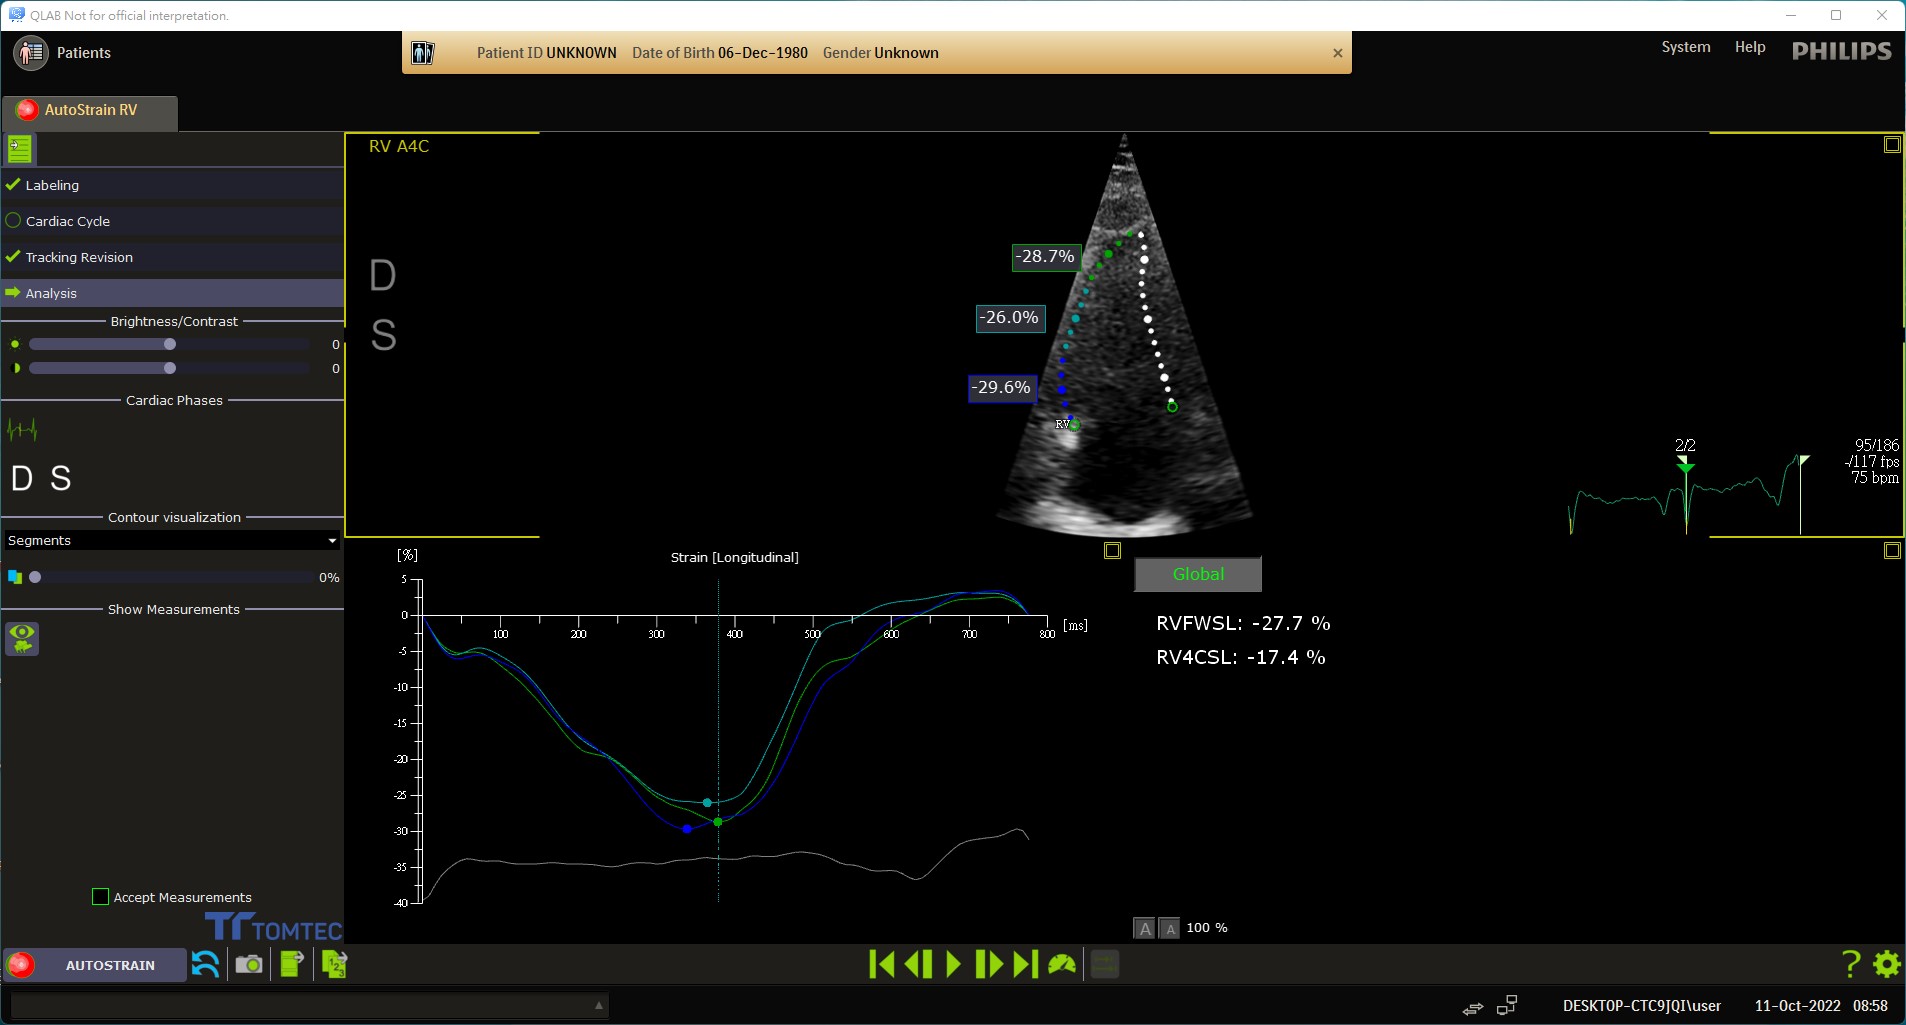 QLAB Not for official interpretation.
Patients
Patient ID UNKNOWN Date of Birth 06-Dec-1980 Gender Unknown
System Help PHILIPS
AutoStrain RV
Labeling
Cardiac Cycle
Tracking Revision
Analysis
Brightness/Contrast
0
0
Cardiac Phases
D S
Contour visualization
Segments
0%
Show Measurements
Accept Measurements
TOMTEC
RV A4C
D
S
-28.7%
-26.0%
-29.6%
RV
2/2
95/186
-/117 fps
75 bpm
[%]
Strain [Longitudinal]
5
0
-5
-10
-15
-20
-25
-30
-35
-40
100 200 300 400 500 600 700 800 [ms]
Global
RVFWSL: -27.7 %
RV4CSL: -17.4 %
A A 100 %
AUTOSTRAIN
123
?
DESKTOP-CTC9JQI\user 11-Oct-2022 08:58